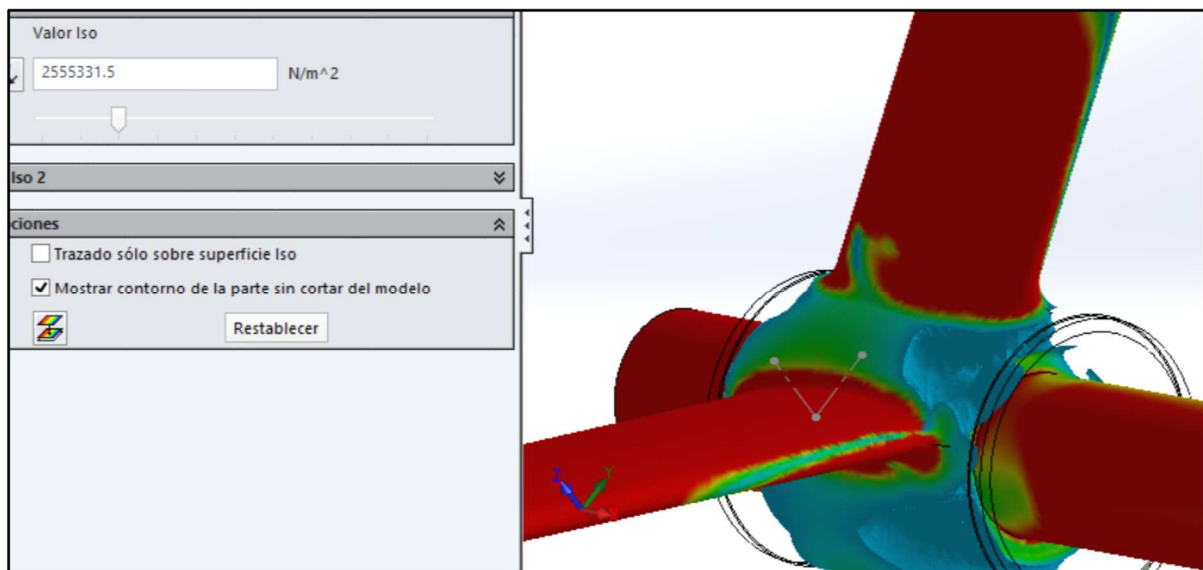 Valor Iso
2555331.5 N/m^2
Iso 2
ciones
Trazado sólo sobre superficie Iso
Mostrar contorno de la parte sin cortar del modelo
Restablecer
Z Y